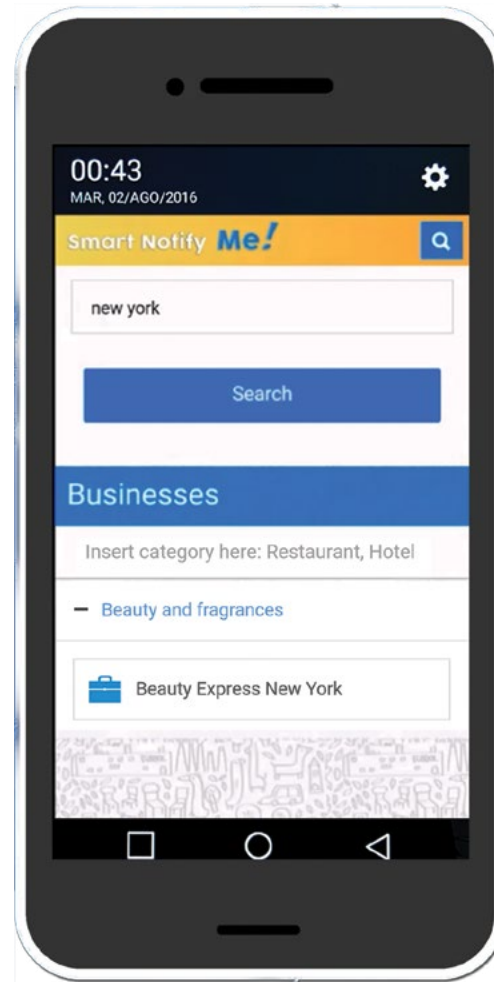 00:43
MAR, 02/AGO/2016
Smart Notify Me!
new york
Search
Businesses
Insert category here: Restaurant, Hotel
Beauty and fragrances
Beauty Express New York